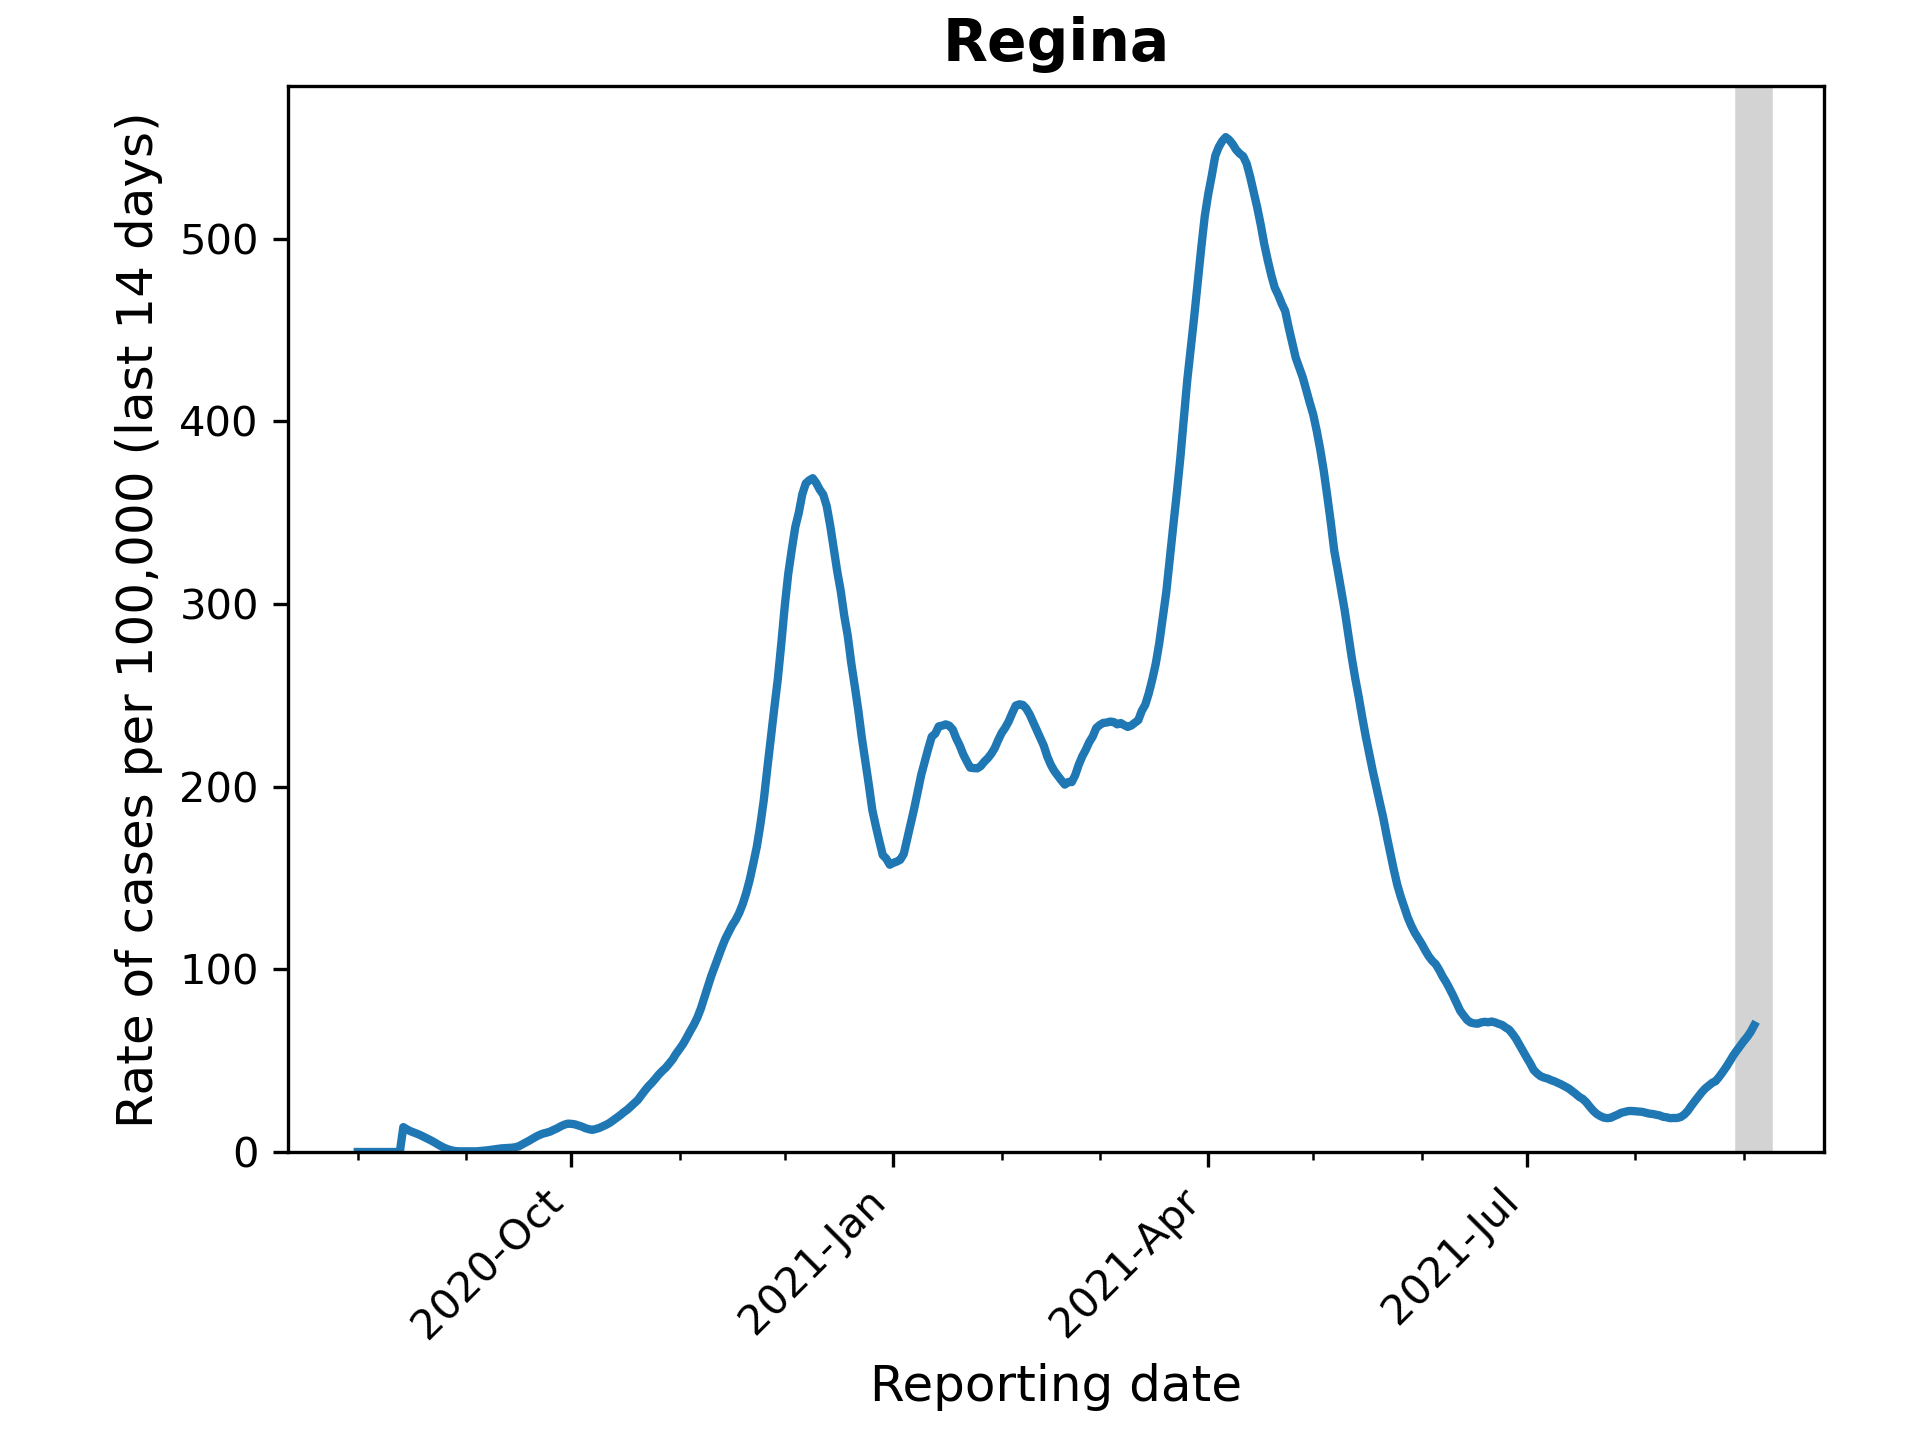 Regina
Rate of cases per 100,000 (last 14 days)
500
400
300
200
100
0
2020-Oct
2021-Jan
2021-Apr
2021-Jul
Reporting date